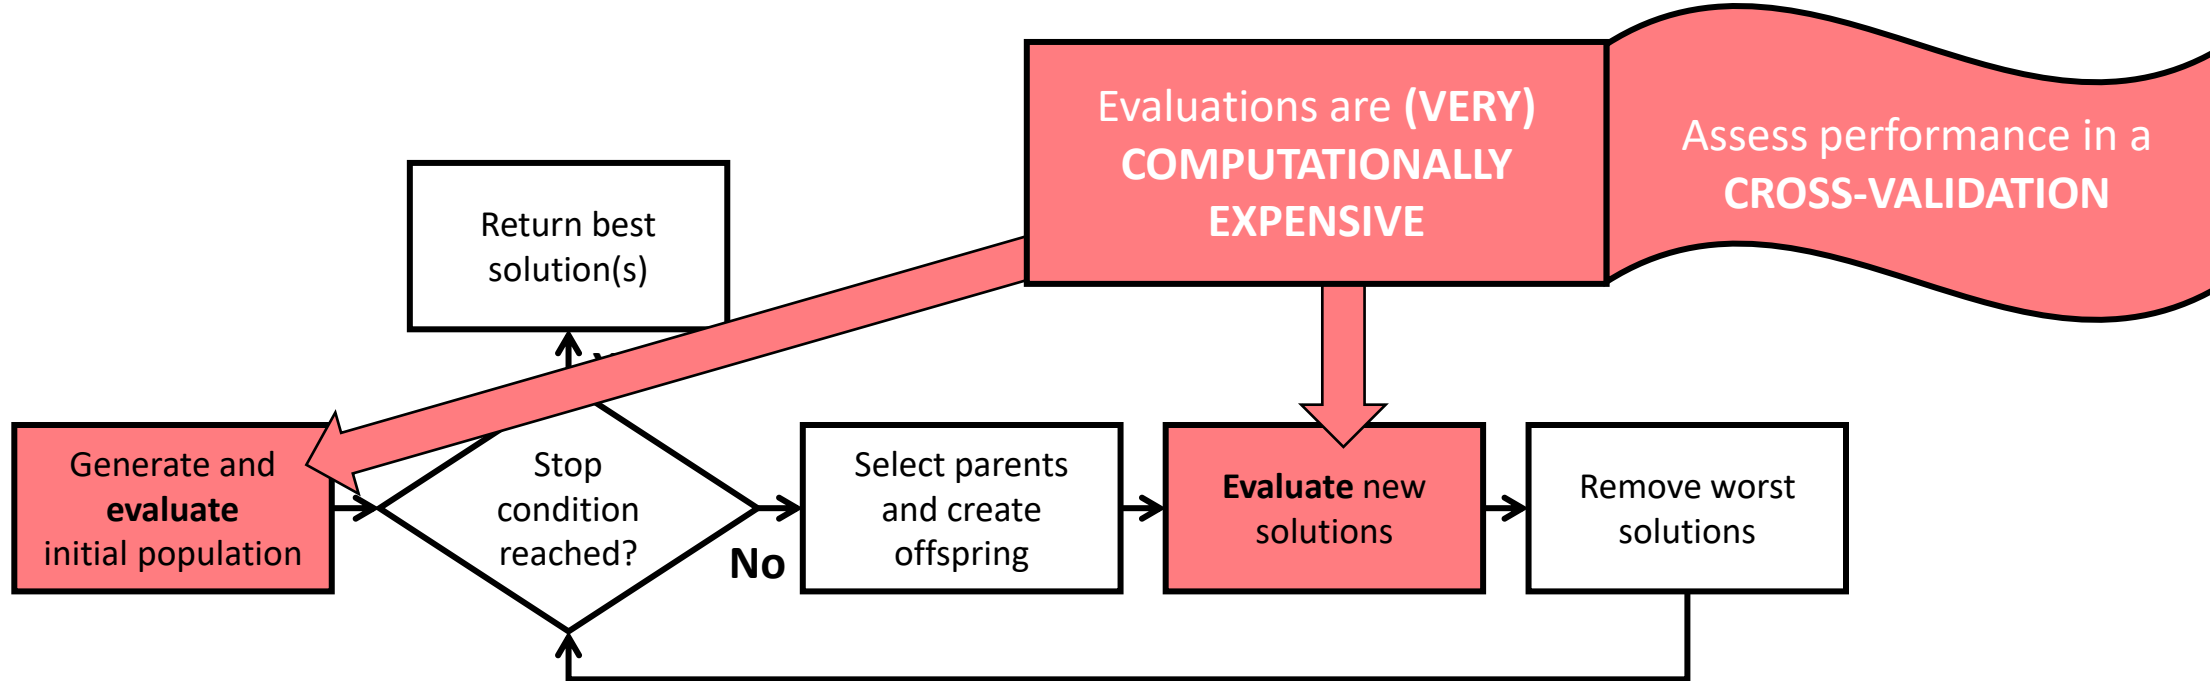 Evaluations are (VERY)
COMPUTATIONALLY
EXPENSIVE
Assess performance in a
CROSS-VALIDATION
Return best
solution(s)
Generate and
evaluate
initial population
Stop
condition
reached?
No
Select parents
and create
offspring
Evaluate new
solutions
Remove worst
solutions